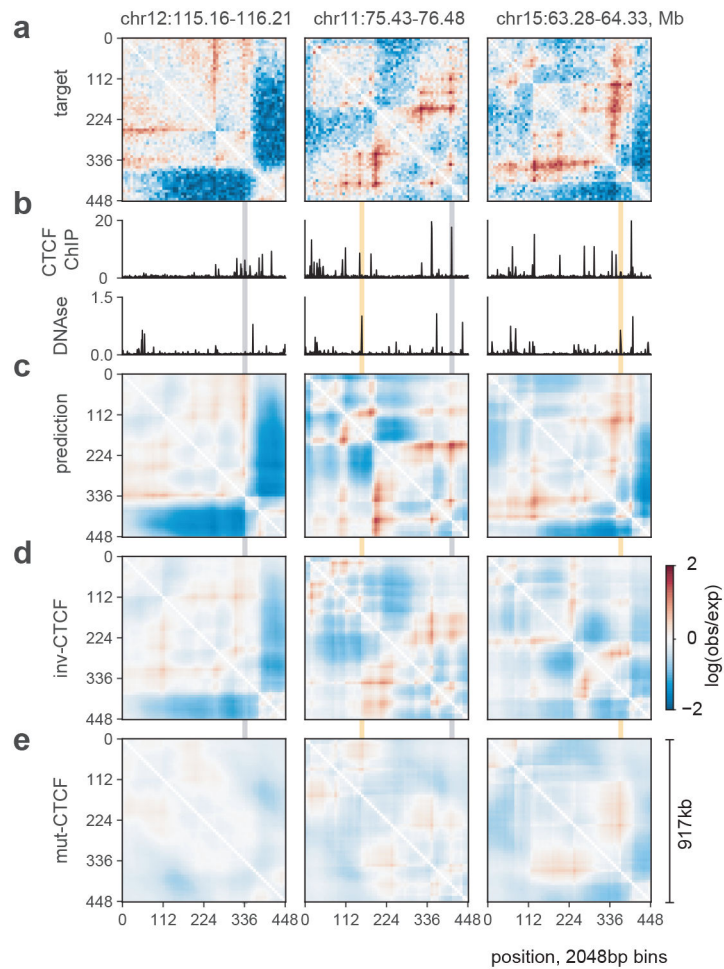 chr12:115.16-116.21 chr11:75.43-76.48 chr15:63.28-64.33, Mb
a
target
0
112
224
336
448
b
CTCF
ChIP
20
0
DNAse
1.5
0.0
c
prediction
0
112
224
336
448
d
inv-CTCF
0
112
224
336
448
2
0
−2
log(obs/exp)
e
mut-CTCF
0
112
224
336
448
917kb
0 112 224 336 448 0 112 224 336 448 0 112 224 336 448
position, 2048bp bins